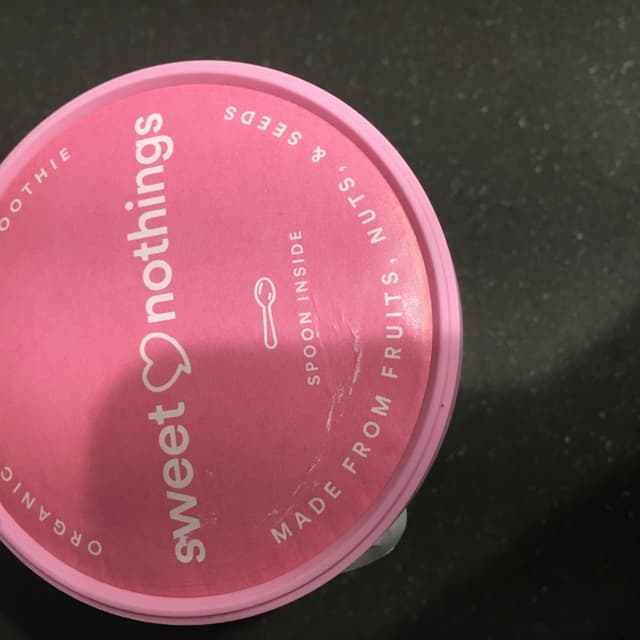 ORGANIC
OOTHIE
sweet nothings
SPOON INSIDE
MADE FROM FRUITS, NUTS, & SEEDS